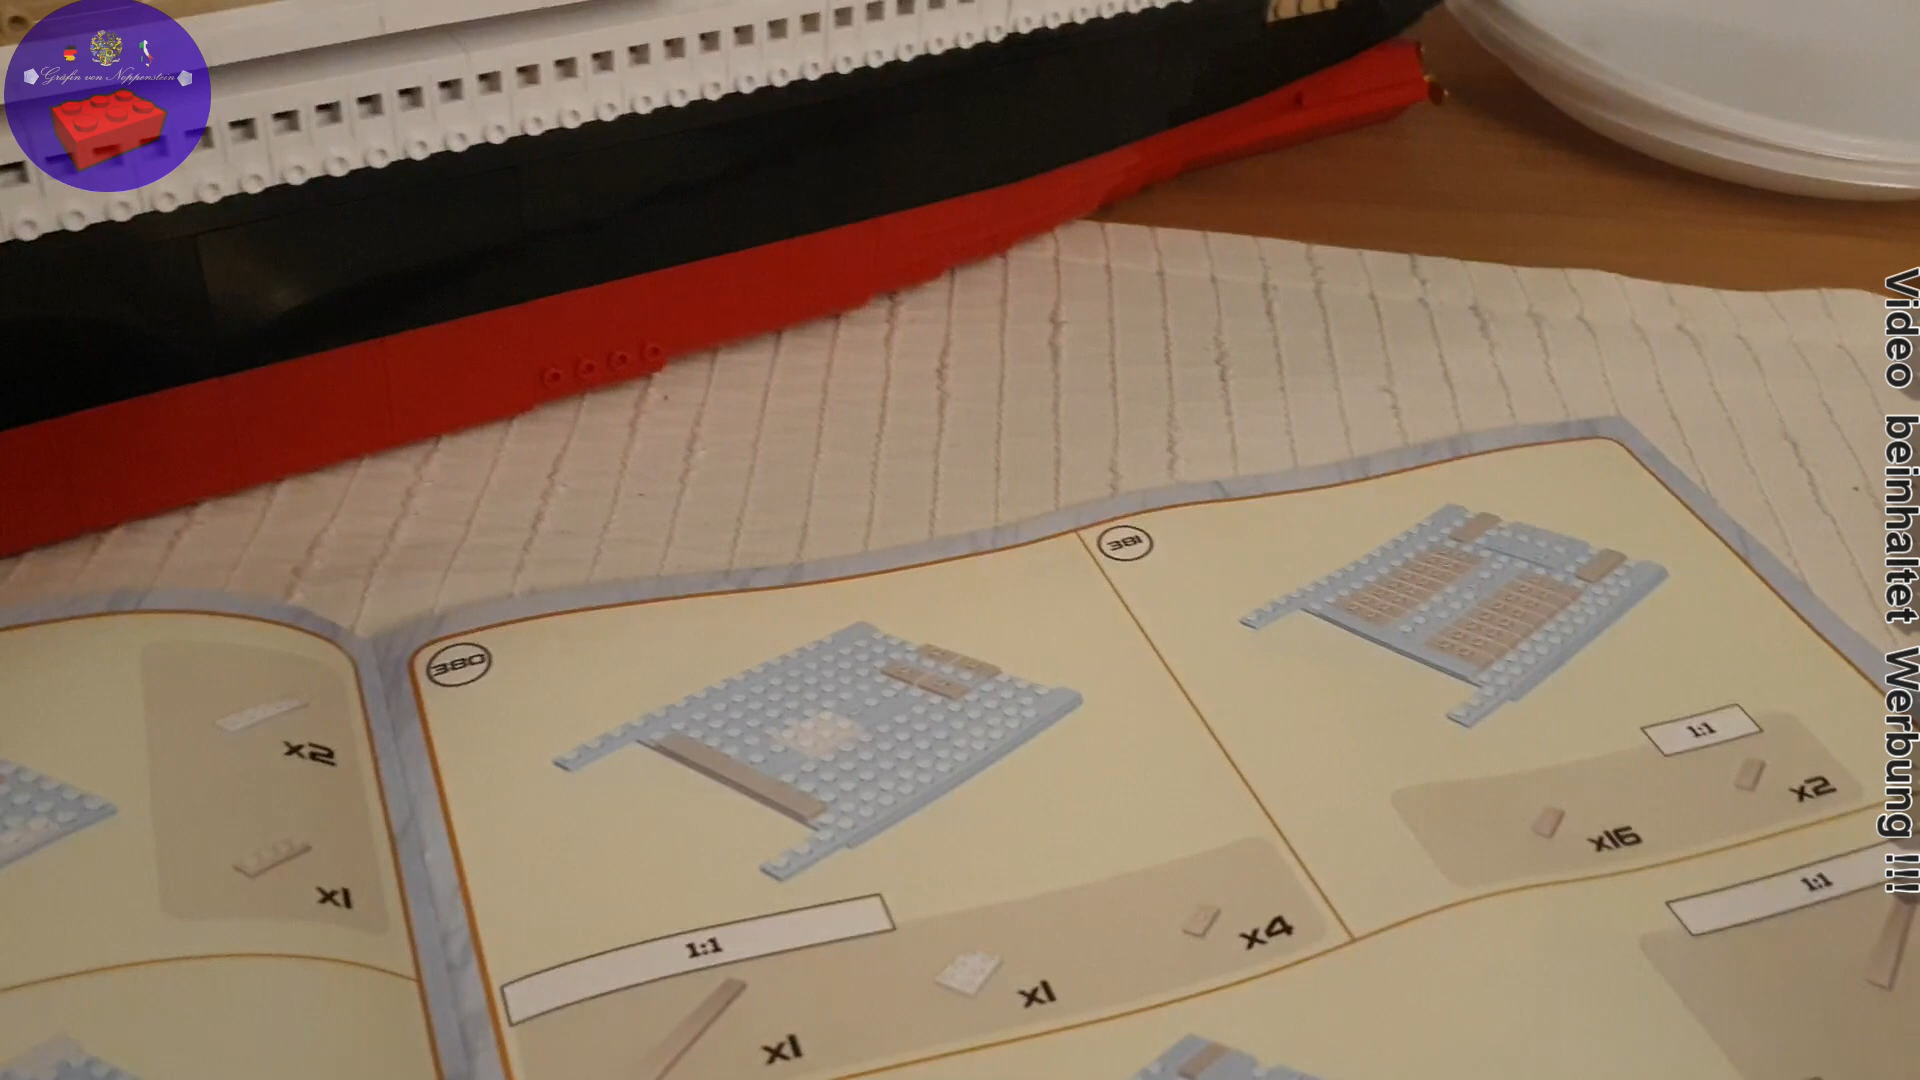 Gräfin von Noppenstein
Video beinhaltet Werbung !!!
x2
x1
380
1:1
x1
x1
x4
381
1:1
x16
x2
1:1